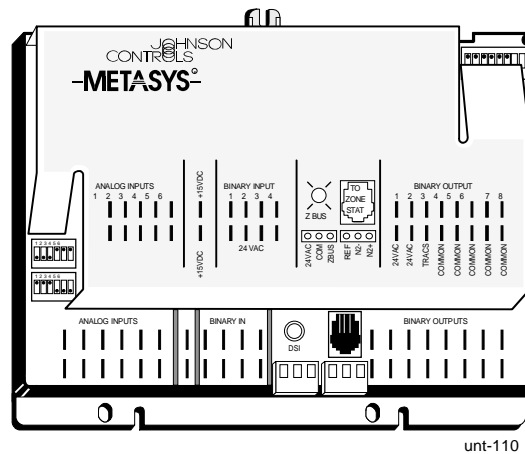 JOHNSON
CONTROLS
METASYS
ANALOG INPUTS
1 2 3 4 5 6
+15VDC
+15VDC
BINARY INPUT
1 2 3 4
24 VAC
Z BUS
TO
ZONE
STAT
24VAC
COM
ZBUS
REF
N2-
N2+
BINARY OUTPUT
1 2 3 4 5 6 7 8
24VAC
24VAC
TRACS
COMMON
COMMON
COMMON
COMMON
COMMON
1 2 3 4 5 6
1 2 3 4 5 6
ANALOG INPUTS
BINARY IN
DSI
BINARY OUTPUTS
unt-110